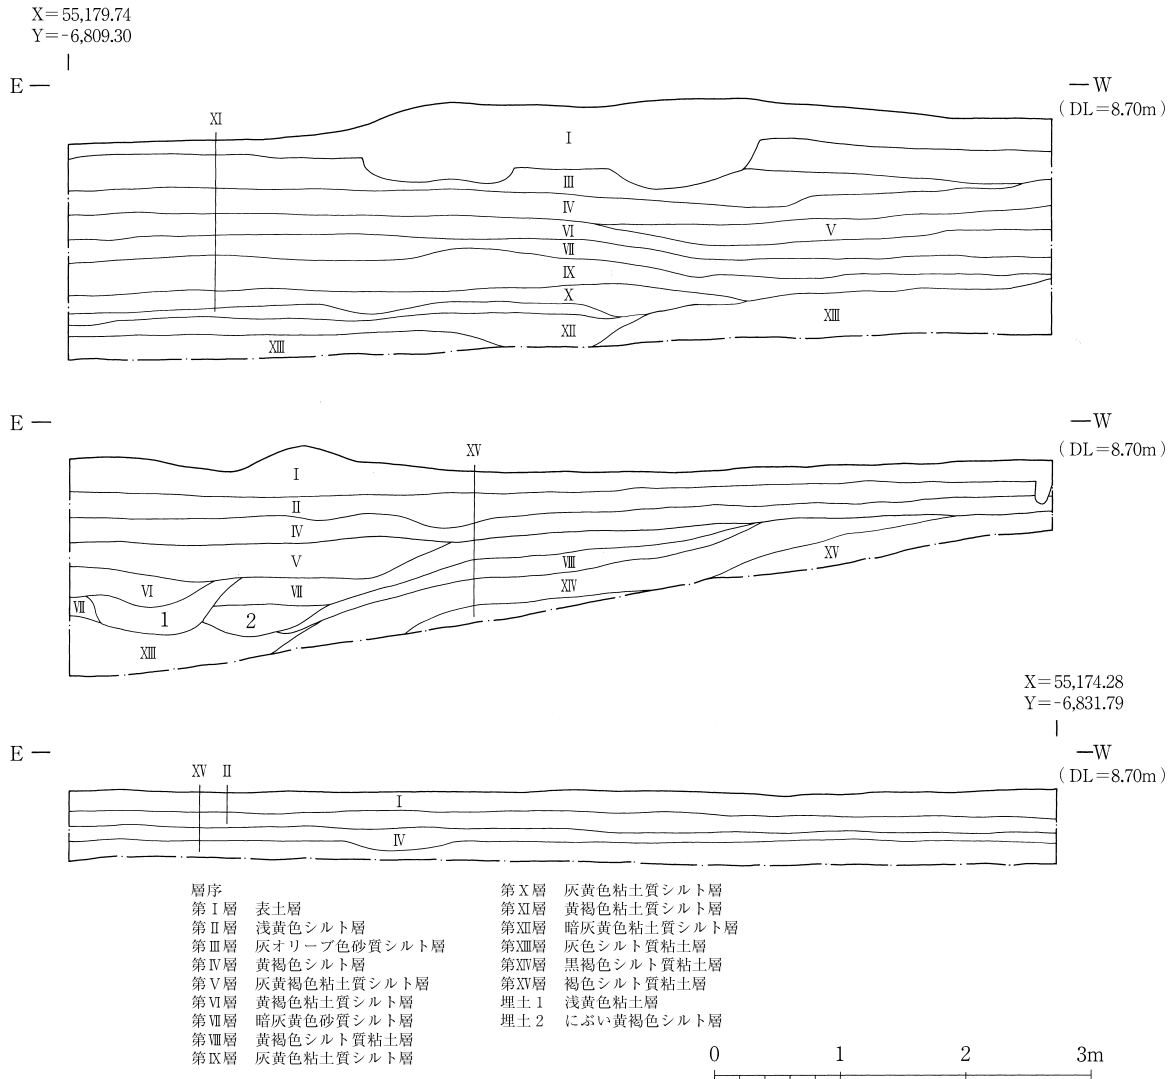 X＝55,179.74
Y＝-6,809.30
E
W
(DL＝8.70m)
Ⅺ
Ⅰ
Ⅲ
Ⅳ
Ⅴ
Ⅵ
Ⅶ
Ⅸ
Ⅹ
XIII
Ⅻ
XIII
E
W
(DL＝8.70m)
XV
Ⅰ
Ⅱ
Ⅳ
Ⅴ
Ⅷ
XV
XIV
Ⅵ
Ⅶ
Ⅶ
1
2
XIII
X＝55,174.28
Y＝-6,831.79
E
W
(DL＝8.70m)
XV Ⅱ
Ⅰ
Ⅳ
層序
第Ⅰ層 表土層
第Ⅱ層 浅黄色シルト層
第Ⅲ層 灰オリーブ色砂質シルト層
第Ⅳ層 黄褐色シルト層
第Ⅴ層 灰黄褐色粘土質シルト層
第Ⅵ層 黄褐色粘土質シルト層
第Ⅶ層 暗灰黄色砂質シルト層
第Ⅷ層 黄褐色シルト質粘土層
第Ⅸ層 灰黄色粘土質シルト層
第Ⅹ層 灰黄色粘土質シルト層
第Ⅺ層 黄褐色粘土質シルト層
第Ⅻ層 暗灰黄色粘土質シルト層
第XIII層 灰色シルト質粘土層
第XIV層 黒褐色シルト質粘土層
第XV層 褐色シルト質粘土層
埋土1 浅黄色粘土層
埋土2 にぶい黄褐色シルト層
0 1 2 3m